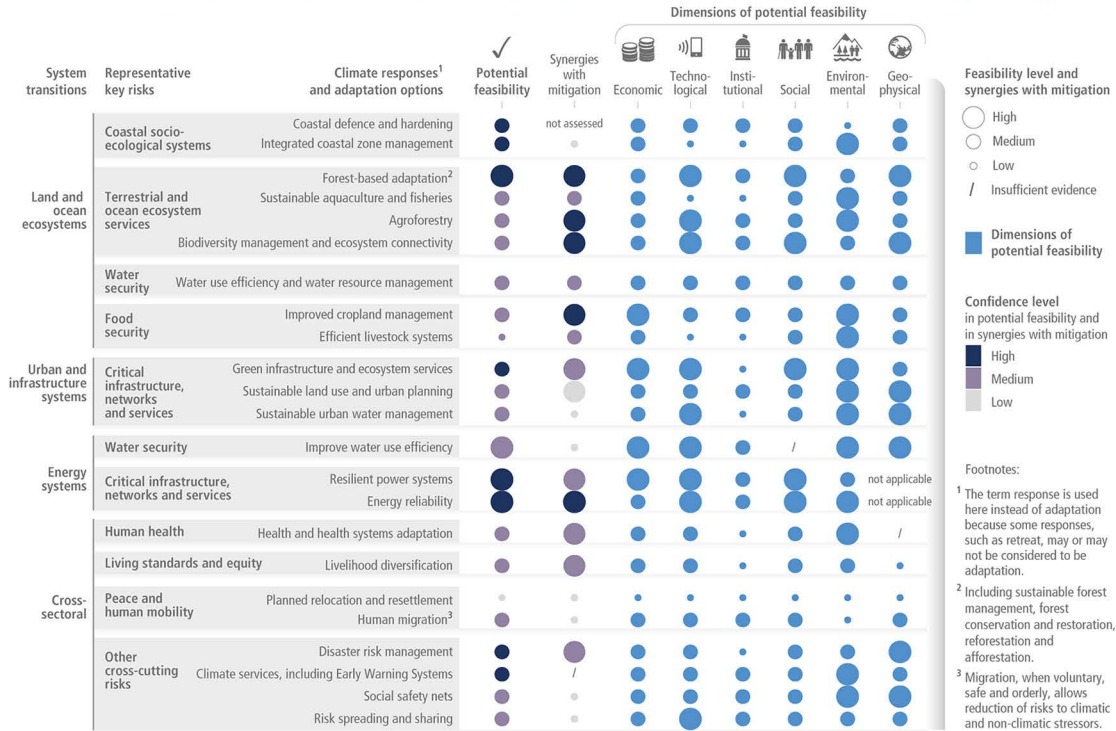 Dimensions of potential feasibility
System
transitions
Representative
key risks
Climate responses¹
and adaptation options
Potential
feasibility
Synergies
with
mitigation
Economic
Techno-
logical
Insti-
tutional
Social
Environ-
mental
Geo-
physical
Land and
ocean
ecosystems
Coastal socio-
ecological systems
Coastal defence and hardening
not assessed
Integrated coastal zone management
Terrestrial and
ocean ecosystem
services
Forest-based adaptation²
Sustainable aquaculture and fisheries
Agroforestry
Biodiversity management and ecosystem connectivity
Water
security
Water use efficiency and water resource management
Food
security
Improved cropland management
Efficient livestock systems
Urban and
infrastructure
systems
Critical
infrastructure,
networks
and services
Green infrastructure and ecosystem services
Sustainable land use and urban planning
Sustainable urban water management
Energy
systems
Water security
Improve water use efficiency
/
Critical infrastructure,
networks and services
Resilient power systems
not applicable
Energy reliability
not applicable
Cross-
sectoral
Human health
Health and health systems adaptation
/
Living standards and equity
Livelihood diversification
Peace and
human mobility
Planned relocation and resettlement
Human migration³
Other
cross-cutting
risks
Disaster risk management
Climate services, including Early Warning Systems
/
Social safety nets
Risk spreading and sharing
Feasibility level and
synergies with mitigation
High
Medium
Low
/ Insufficient evidence
Dimensions of
potential feasibility
Confidence level
in potential feasibility and
in synergies with mitigation
High
Medium
Low
Footnotes:
¹ The term response is used
here instead of adaptation
because some responses,
such as retreat, may or may
not be considered to be
adaptation.
² Including sustainable forest
management, forest
conservation and restoration,
reforestation and
afforestation.
³ Migration, when voluntary,
safe and orderly, allows
reduction of risks to climatic
and non-climatic stressors.